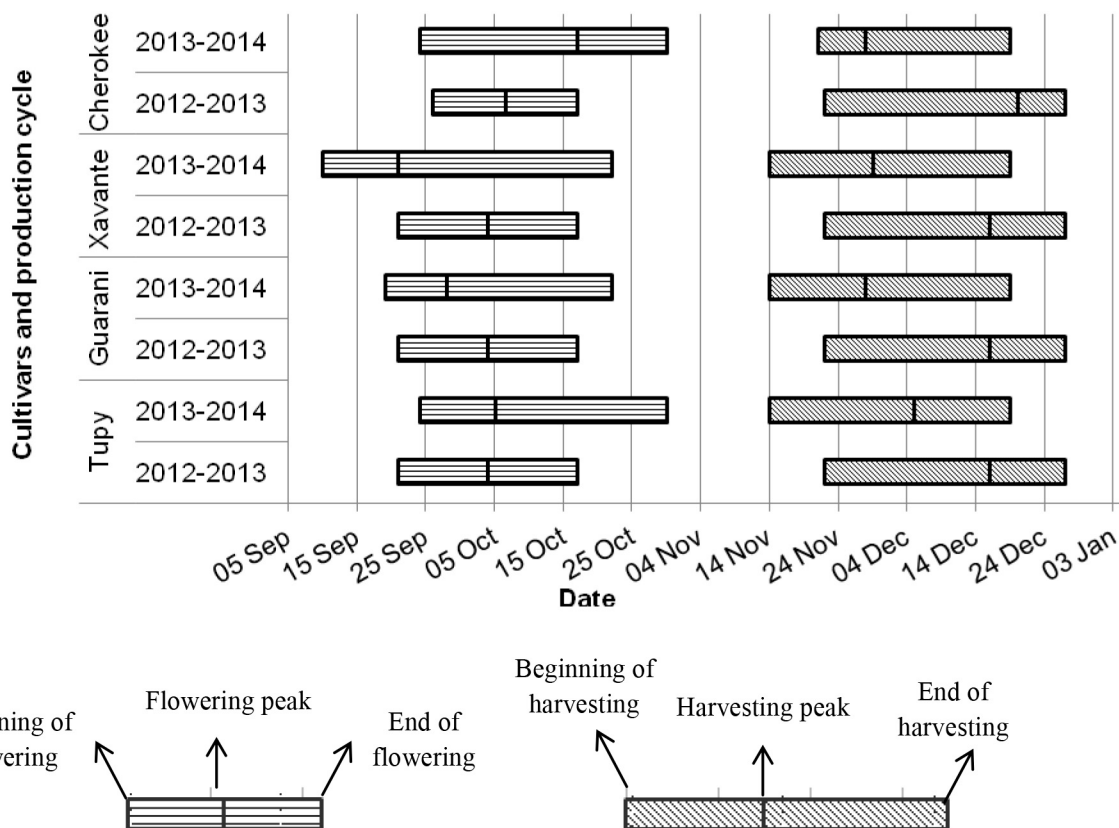 Cultivars and production cycle
Cherokee
2013-2014
2012-2013
Xavante
2013-2014
2012-2013
Guarani
2013-2014
2012-2013
Tupy
2013-2014
2012-2013
05 Sep
15 Sep
25 Sep
05 Oct
15 Oct
25 Oct
04 Nov
14 Nov
24 Nov
04 Dec
14 Dec
24 Dec
03 Jan
Date
ning of
wering
Flowering peak
End of
flowering
Beginning of
harvesting
Harvesting peak
End of
harvesting